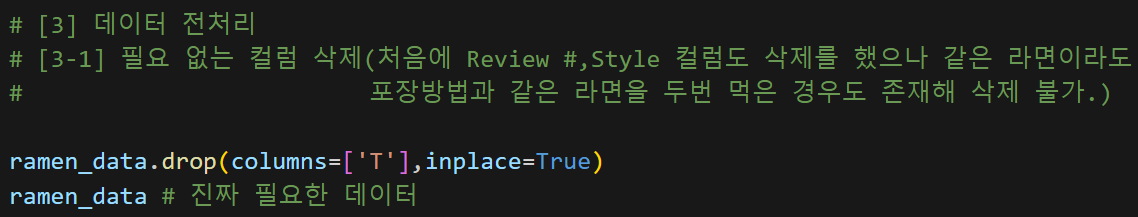 # [3] 데이터 전처리
# [3-1] 필요 없는 컬럼 삭제(처음에 Review #,Style 컬럼도 삭제를 했으나 같은 라면이라도
#                        포장방법과 같은 라면을 두번 먹은 경우도 존재해 삭제 불가.)
ramen_data.drop(columns=['T'],inplace=True)
ramen_data # 진짜 필요한 데이터